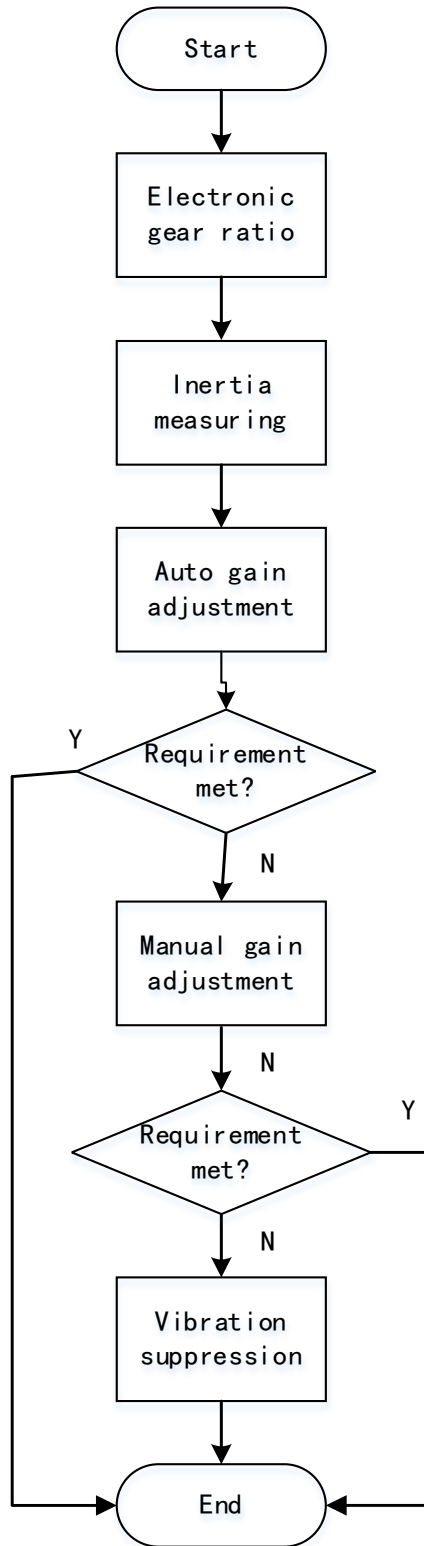 Start
Electronic
gear ratio
Inertia
measuring
Auto gain
adjustment
Y
Requirement
met?
N
Manual gain
adjustment
N
Y
Requirement
met?
N
Vibration
suppression
End